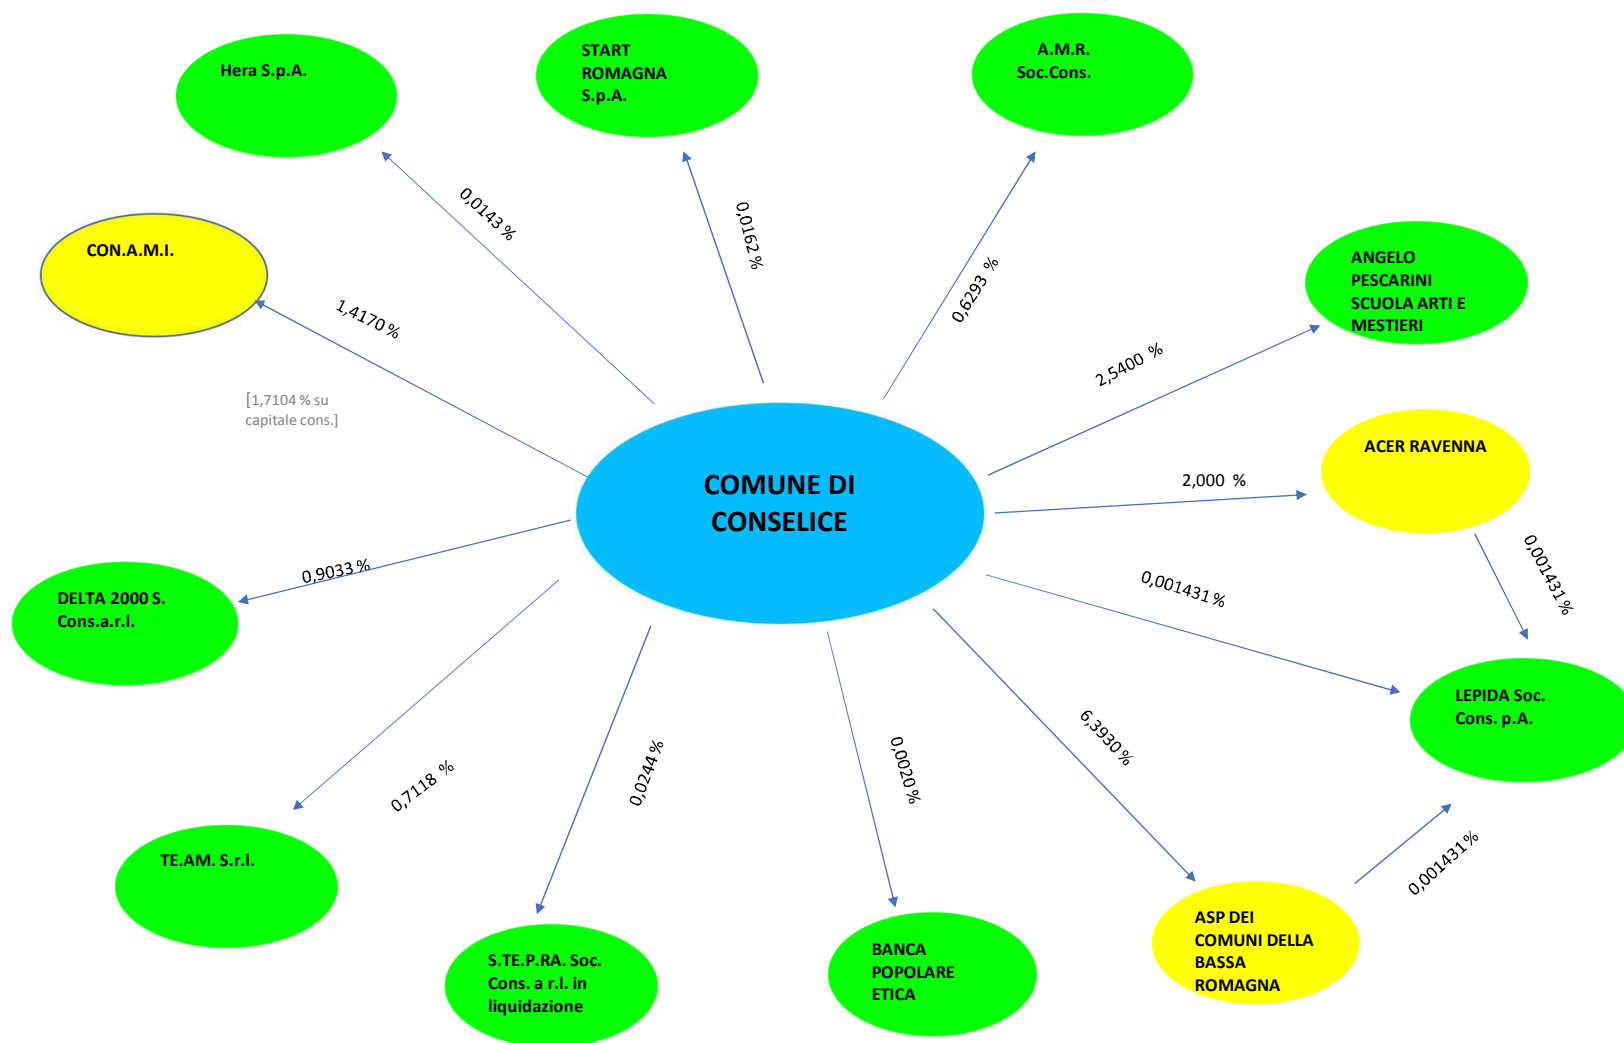 Hera S.p.A.
START
ROMAGNA
S.p.A.
A.M.R.
Soc.Cons.
0,0143 %
0,0162 %
0,6293 %
CON.A.M.I.
1,4170 %
[1,7104 % su
capitale cons.]
ANGELO
PESCARINI
SCUOLA ARTI E
MESTIERI
2,5400 %
ACER RAVENNA
2,000 %
COMUNE DI
CONSELICE
0,001431 %
0,001431 %
0,9033 %
DELTA 2000 S.
Cons.a.r.l.
LEPIDA Soc.
Cons. p.A.
6,3930 %
0,7118 %
0,0244 %
0,0020 %
0,001431 %
TE.AM. S.r.l.
S.TE.P.RA. Soc.
Cons. a r.l. in
liquidazione
BANCA
POPOLARE
ETICA
ASP DEI
COMUNI DELLA
BASSA
ROMAGNA